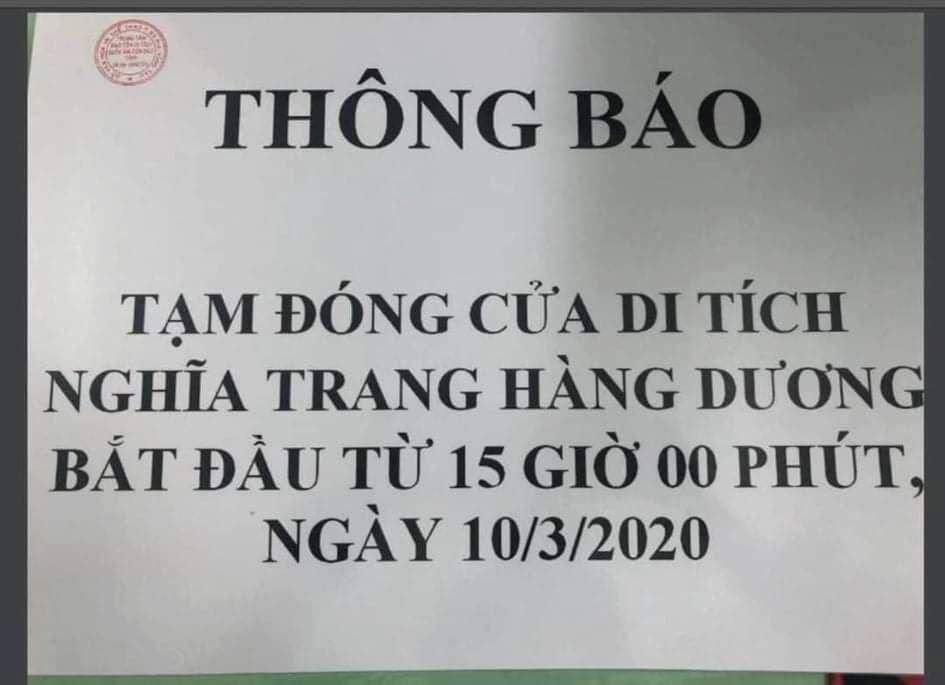 THÔNG BÁO
TẠM ĐÓNG CỬA DI TÍCH
NGHĨA TRANG HÀNG DƯƠNG
BẮT ĐẦU TỪ 15 GIỜ 00 PHÚT,
NGÀY 10/3/2020